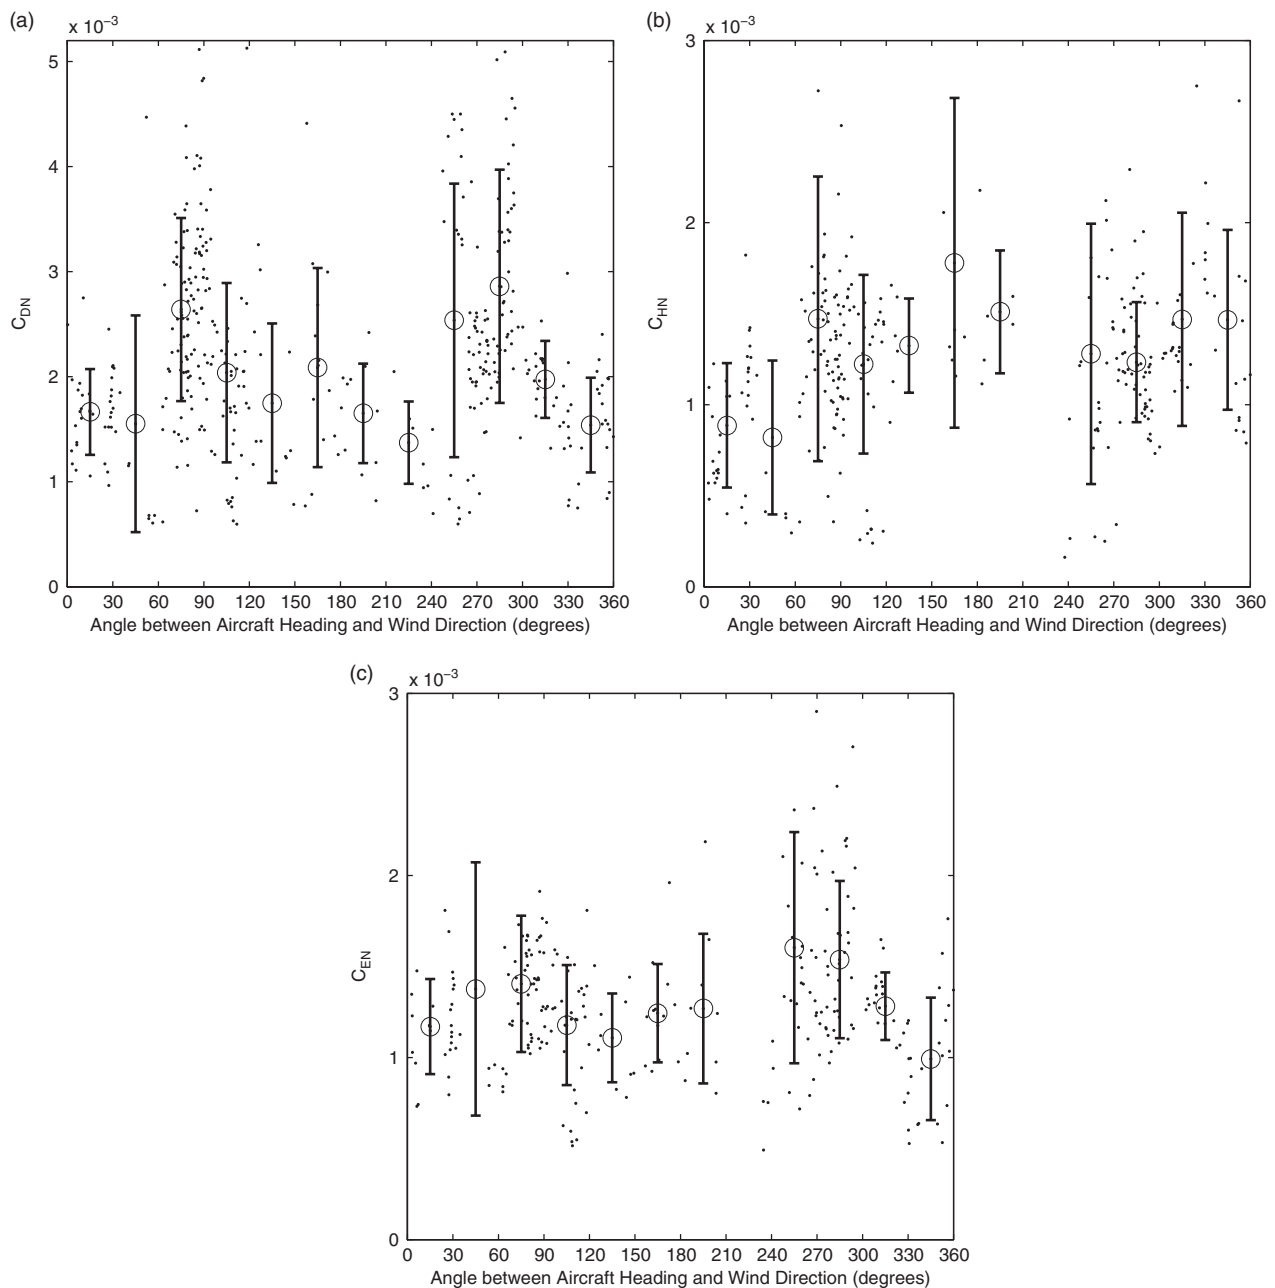 (a)
x 10⁻³
5
4
3
2
1
0
C_DN
0 30 60 90 120 150 180 210 240 270 300 330 360
Angle between Aircraft Heading and Wind Direction (degrees)
(b)
x 10⁻³
3
2
1
0
C_HN
0 30 60 90 120 150 180 210 240 270 300 330 360
Angle between Aircraft Heading and Wind Direction (degrees)
(c)
x 10⁻³
3
2
1
0
C_EN
0 30 60 90 120 150 180 210 240 270 300 330 360
Angle between Aircraft Heading and Wind Direction (degrees)